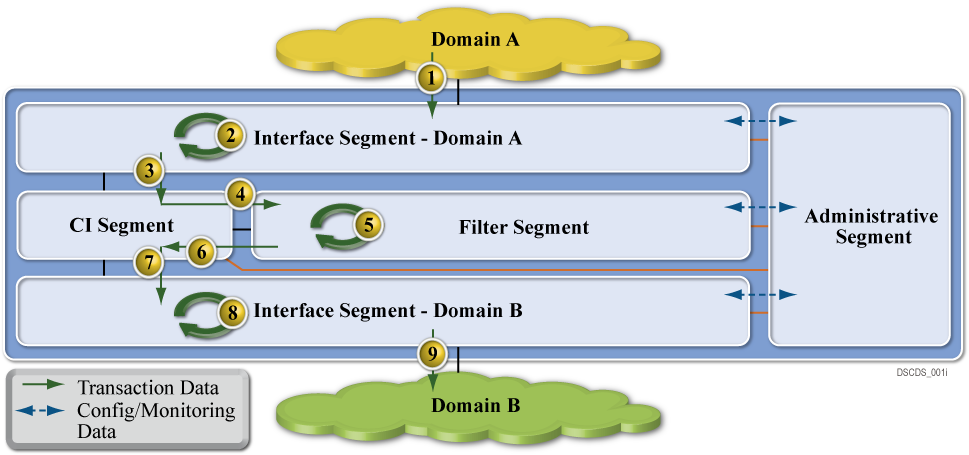 Domain A
1
2
Interface Segment - Domain A
3
4
CI Segment
5
Filter Segment
Administrative
Segment
6
7
8
Interface Segment - Domain B
9
DSCDS_001i
Domain B
Transaction Data
Config/Monitoring
Data